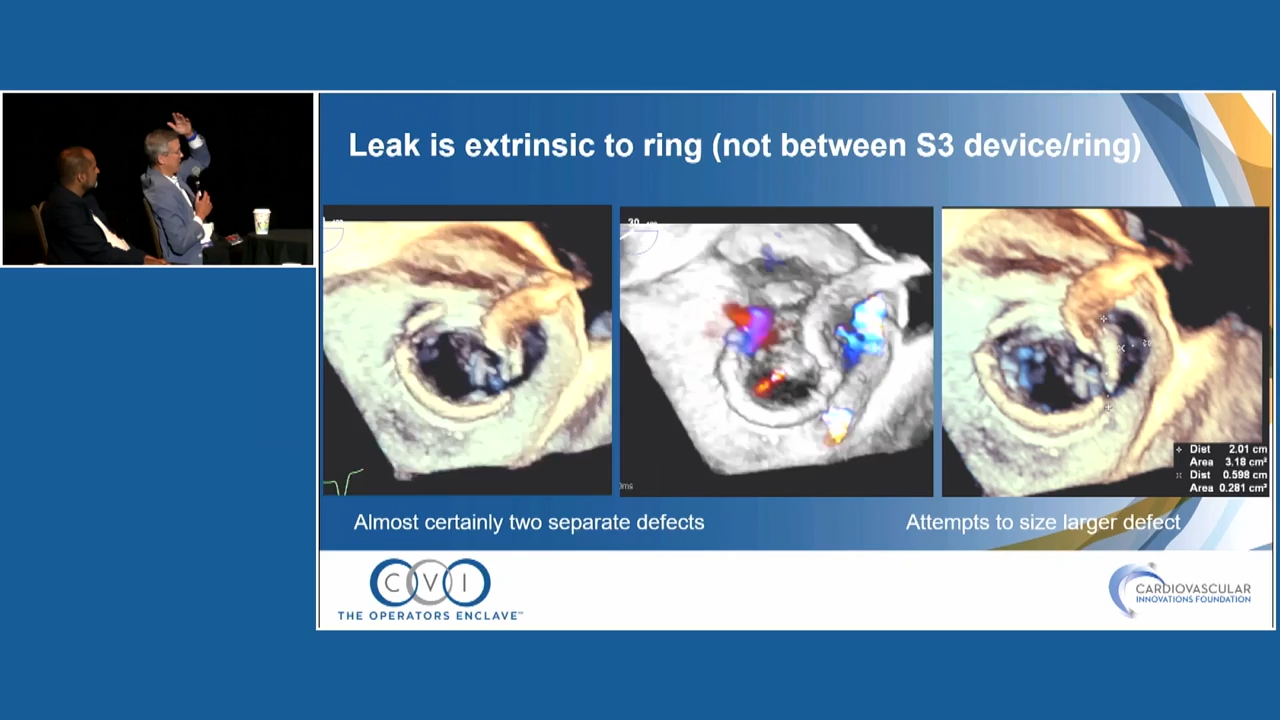 Leak is extrinsic to ring (not between S3 device/ring)
Dist 2.01 cm
Area 3.18 cm²
Dist 0.598 cm
Area 0.281 cm²
Almost certainly two separate defects
Attempts to size larger defect
CVI
THE OPERATORS ENCLAVE™
CARDIOVASCULAR
INNOVATIONS FOUNDATION